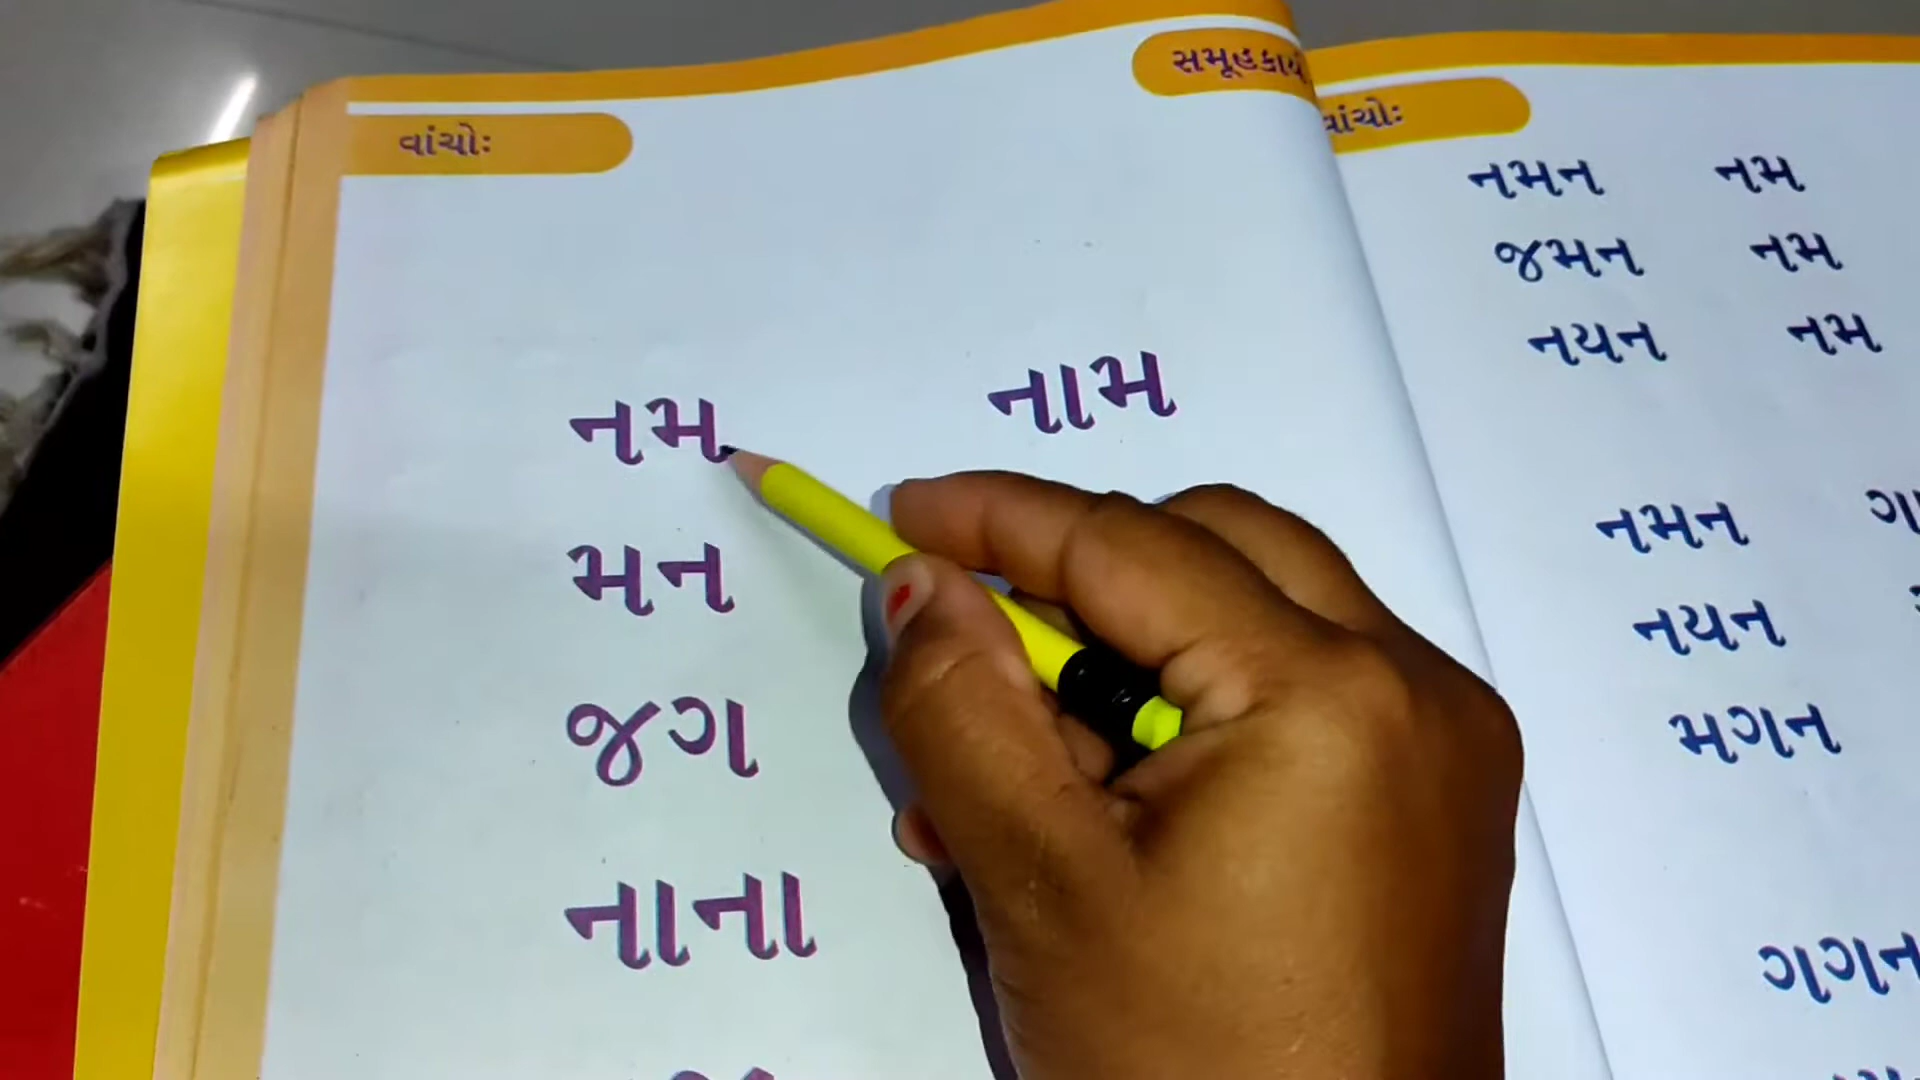 સમૂહકાર્ય
વાંચોઃ
નમ નામ
મન
જગ
નાના
વાંચોઃ
નમન નમ
જમન નમ
નયન નમ
નમન
નયન
મગન
ગગન